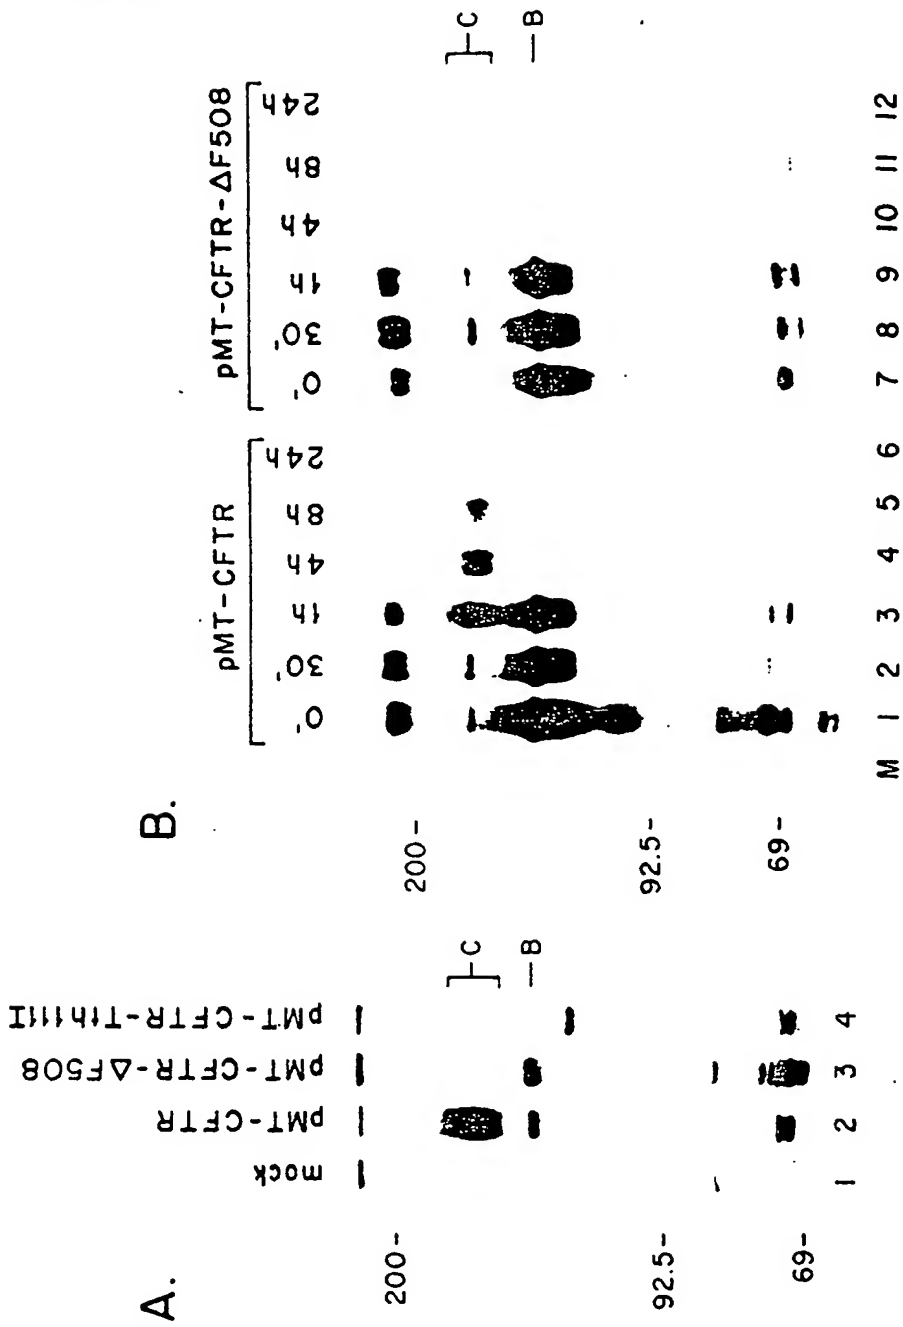 A.
mock
pMT-CFTR
pMT-CFTR-ΔF508
pMT-CFTR-Tth111I
200-
92.5-
69-
C
B
1 2 3 4
B.
pMT-CFTR
pMT-CFTR-ΔF508
0' 30' 1h 4h 8h 24h
0' 30' 1h 4h 8h 24h
200-
92.5-
69-
C
B
M 1 2 3 4 5 6 7 8 9 10 11 12